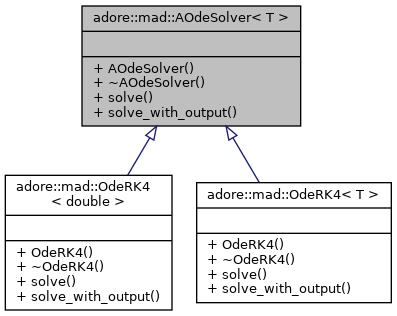 adore::mad::AOdeSolver< T >
+ AOdeSolver()
+ ~AOdeSolver()
+ solve()
+ solve_with_output()
adore::mad::OdeRK4
< double >
+ OdeRK4()
+ ~OdeRK4()
+ solve()
+ solve_with_output()
adore::mad::OdeRK4< T >
+ OdeRK4()
+ ~OdeRK4()
+ solve()
+ solve_with_output()